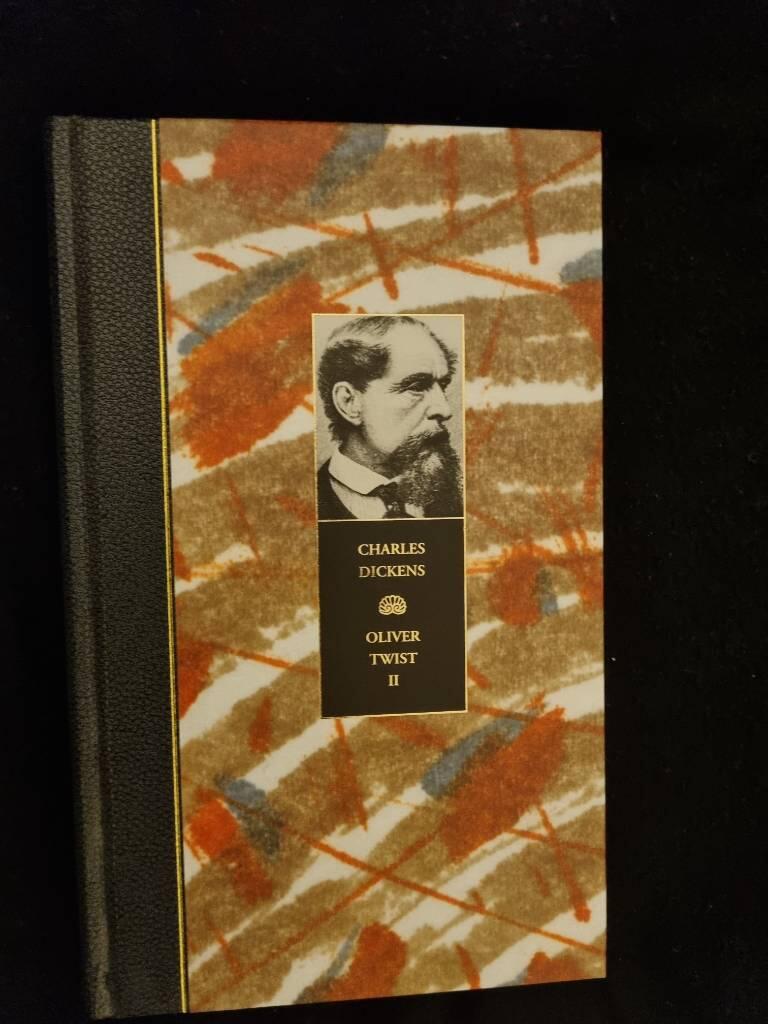 CHARLES
DICKENS
OLIVER
TWIST
II